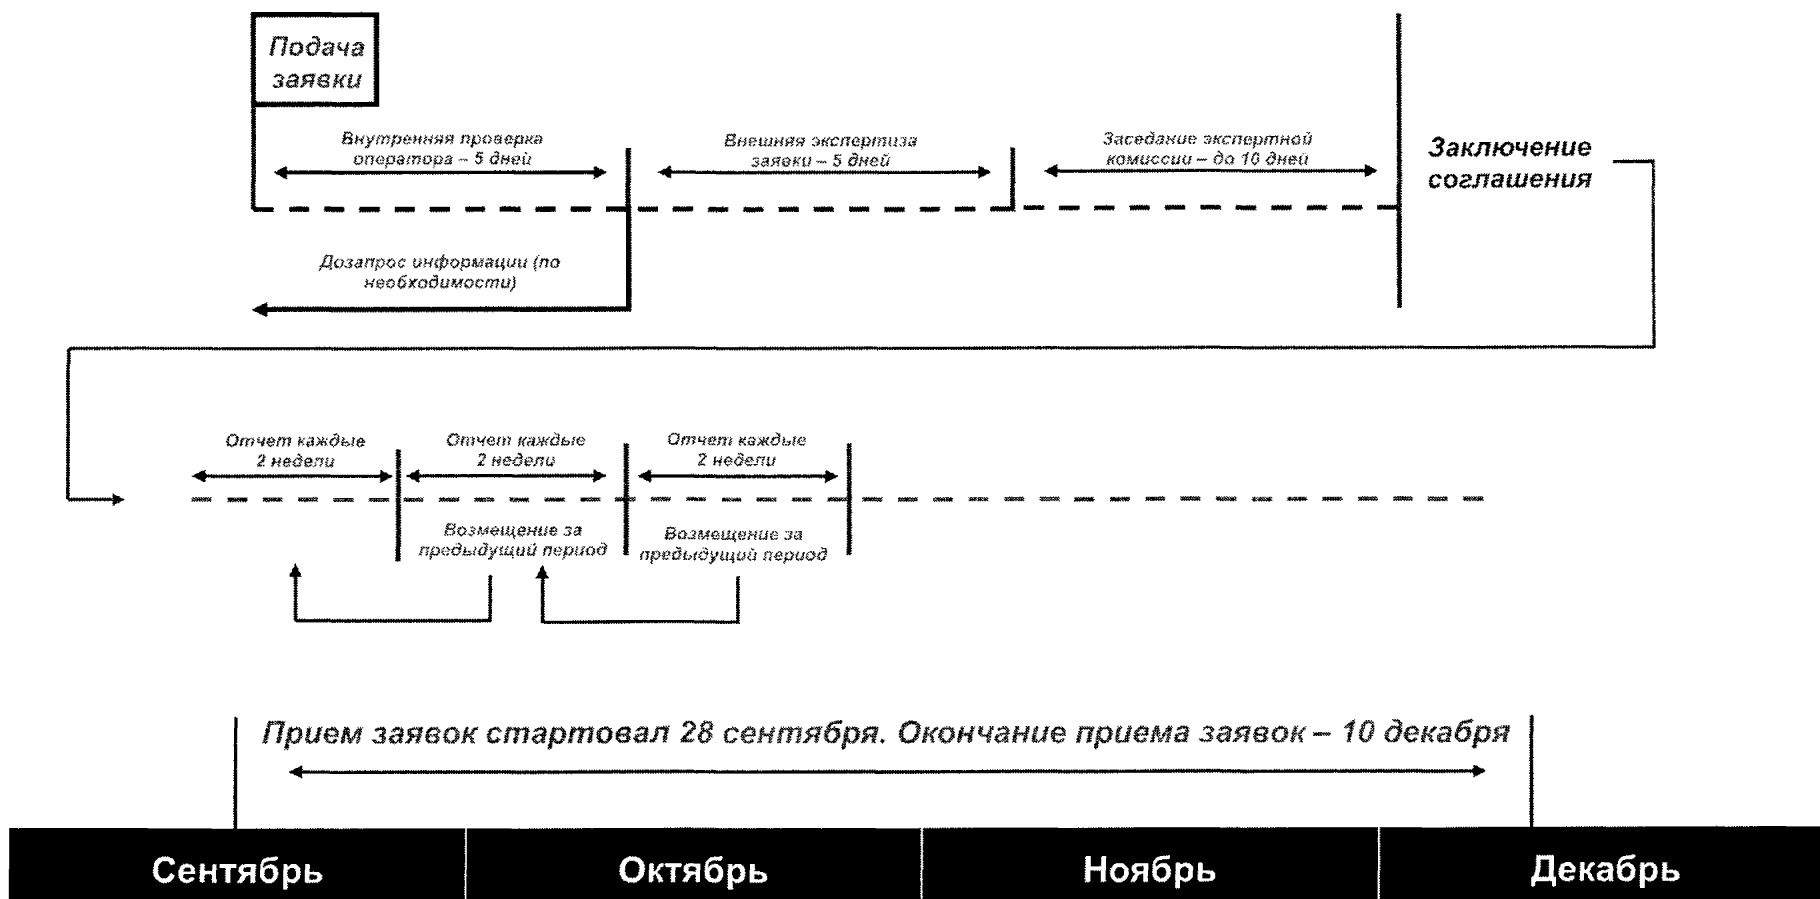 Подача
заявки
Внутренняя проверка
оператора – 5 дней
Внешняя экспертиза
заявки – 5 дней
Заседание экспертной
комиссии – до 10 дней
Заключение
соглашения
Дозапрос информации (по
необходимости)
Отчет каждые
2 недели
Отчет каждые
2 недели
Отчет каждые
2 недели
Возмещение за
предыдущий период
Возмещение за
предыдущий период
Прием заявок стартовал 28 сентября. Окончание приема заявок – 10 декабря
Сентябрь
Октябрь
Ноябрь
Декабрь